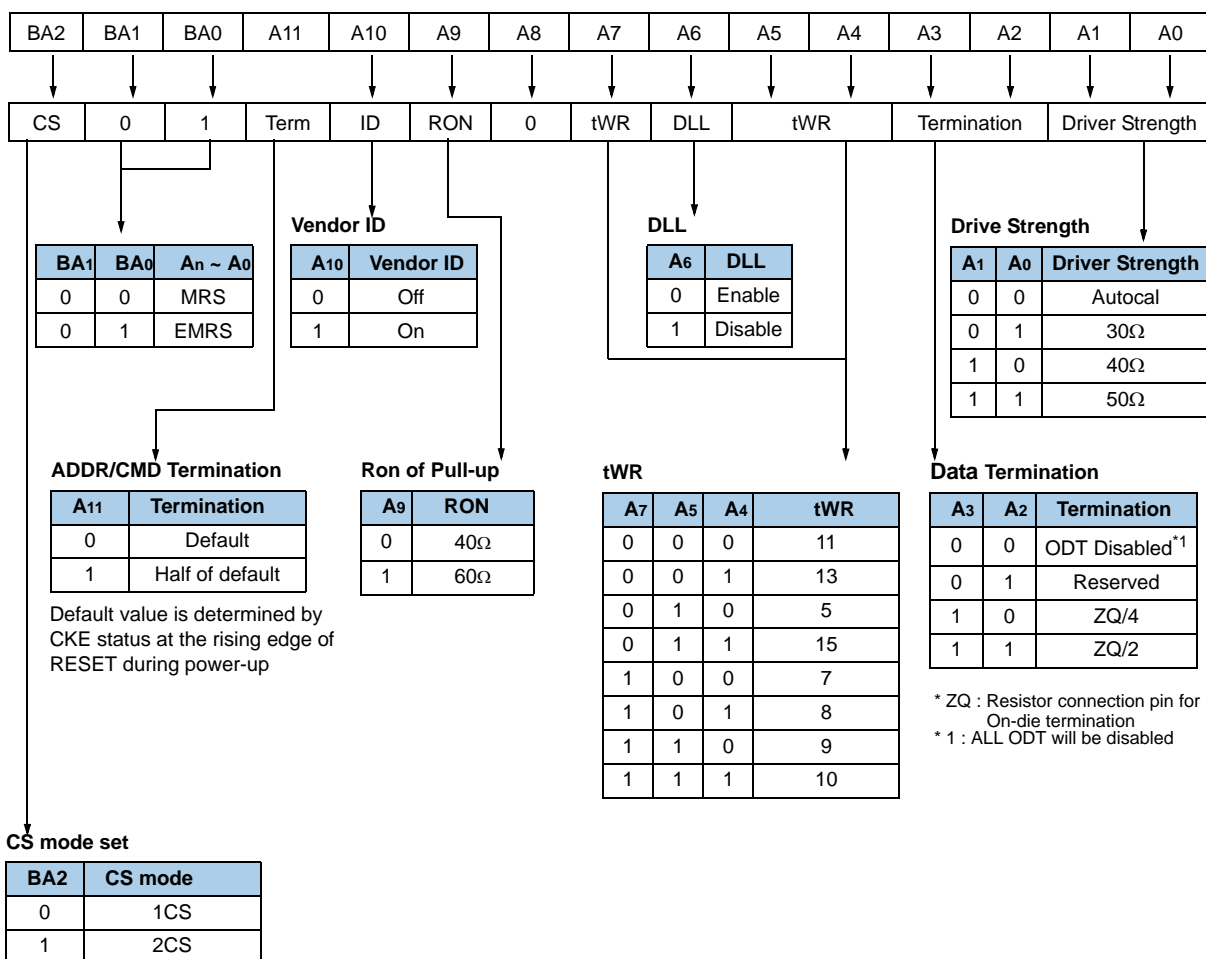 BA2 BA1 BA0 A11 A10 A9 A8 A7 A6 A5 A4 A3 A2 A1 A0
CS 0 1 Term ID RON 0 tWR DLL tWR Termination Driver Strength
BA1 BA0 An ~ A0
0 0 MRS
0 1 EMRS
Vendor ID
A10 Vendor ID
0 Off
1 On
DLL
A6 DLL
0 Enable
1 Disable
Drive Strength
A1 A0 Driver Strength
0 0 Autocal
0 1 30Ω
1 0 40Ω
1 1 50Ω
ADDR/CMD Termination
A11 Termination
0 Default
1 Half of default
Default value is determined by
CKE status at the rising edge of
RESET during power-up
Ron of Pull-up
A9 RON
0 40Ω
1 60Ω
tWR
A7 A5 A4 tWR
0 0 0 11
0 0 1 13
0 1 0 5
0 1 1 15
1 0 0 7
1 0 1 8
1 1 0 9
1 1 1 10
Data Termination
A3 A2 Termination
0 0 ODT Disabled*1
0 1 Reserved
1 0 ZQ/4
1 1 ZQ/2
* ZQ : Resistor connection pin for
On-die termination
* 1 : ALL ODT will be disabled
CS mode set
BA2 CS mode
0 1CS
1 2CS